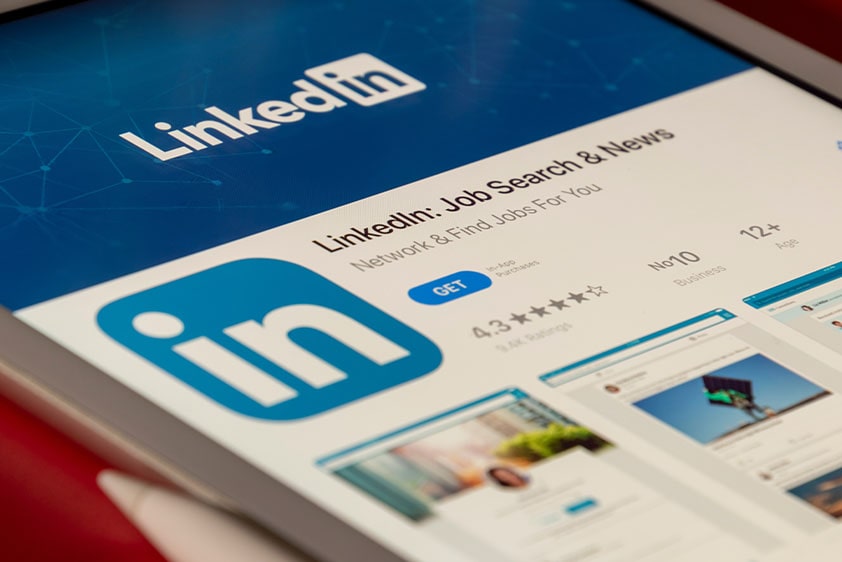 LinkedIn
LinkedIn: Job Search & News
Network & Find Jobs For You
GET
In-App
Purchases
4.3★★★★☆
9.4K Ratings
No10
Business
12+
Age
in